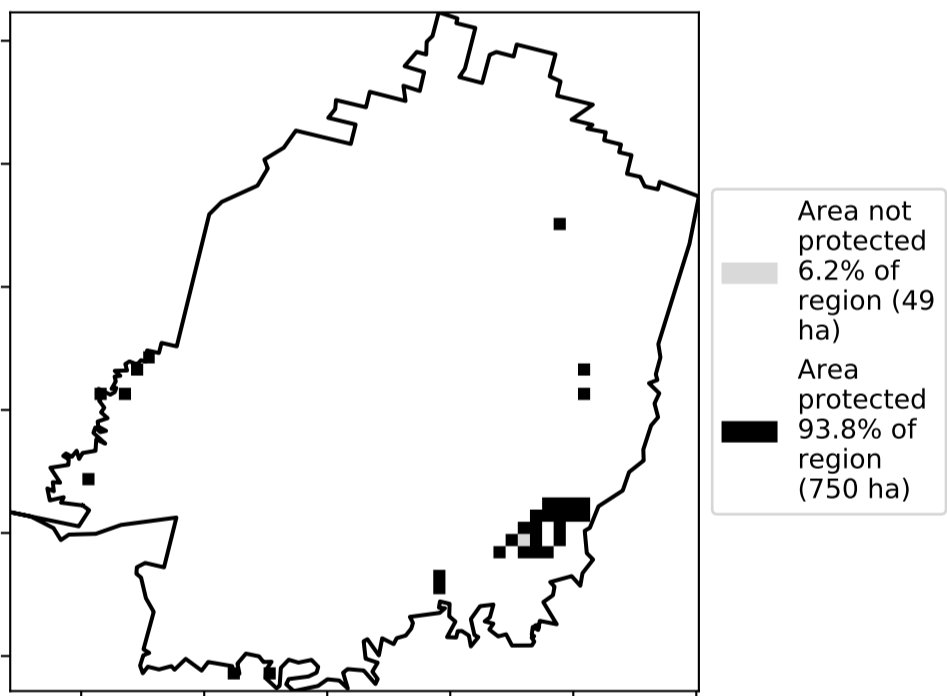 Area not
protected
6.2% of
region (49
ha)
Area
protected
93.8% of
region
(750 ha)